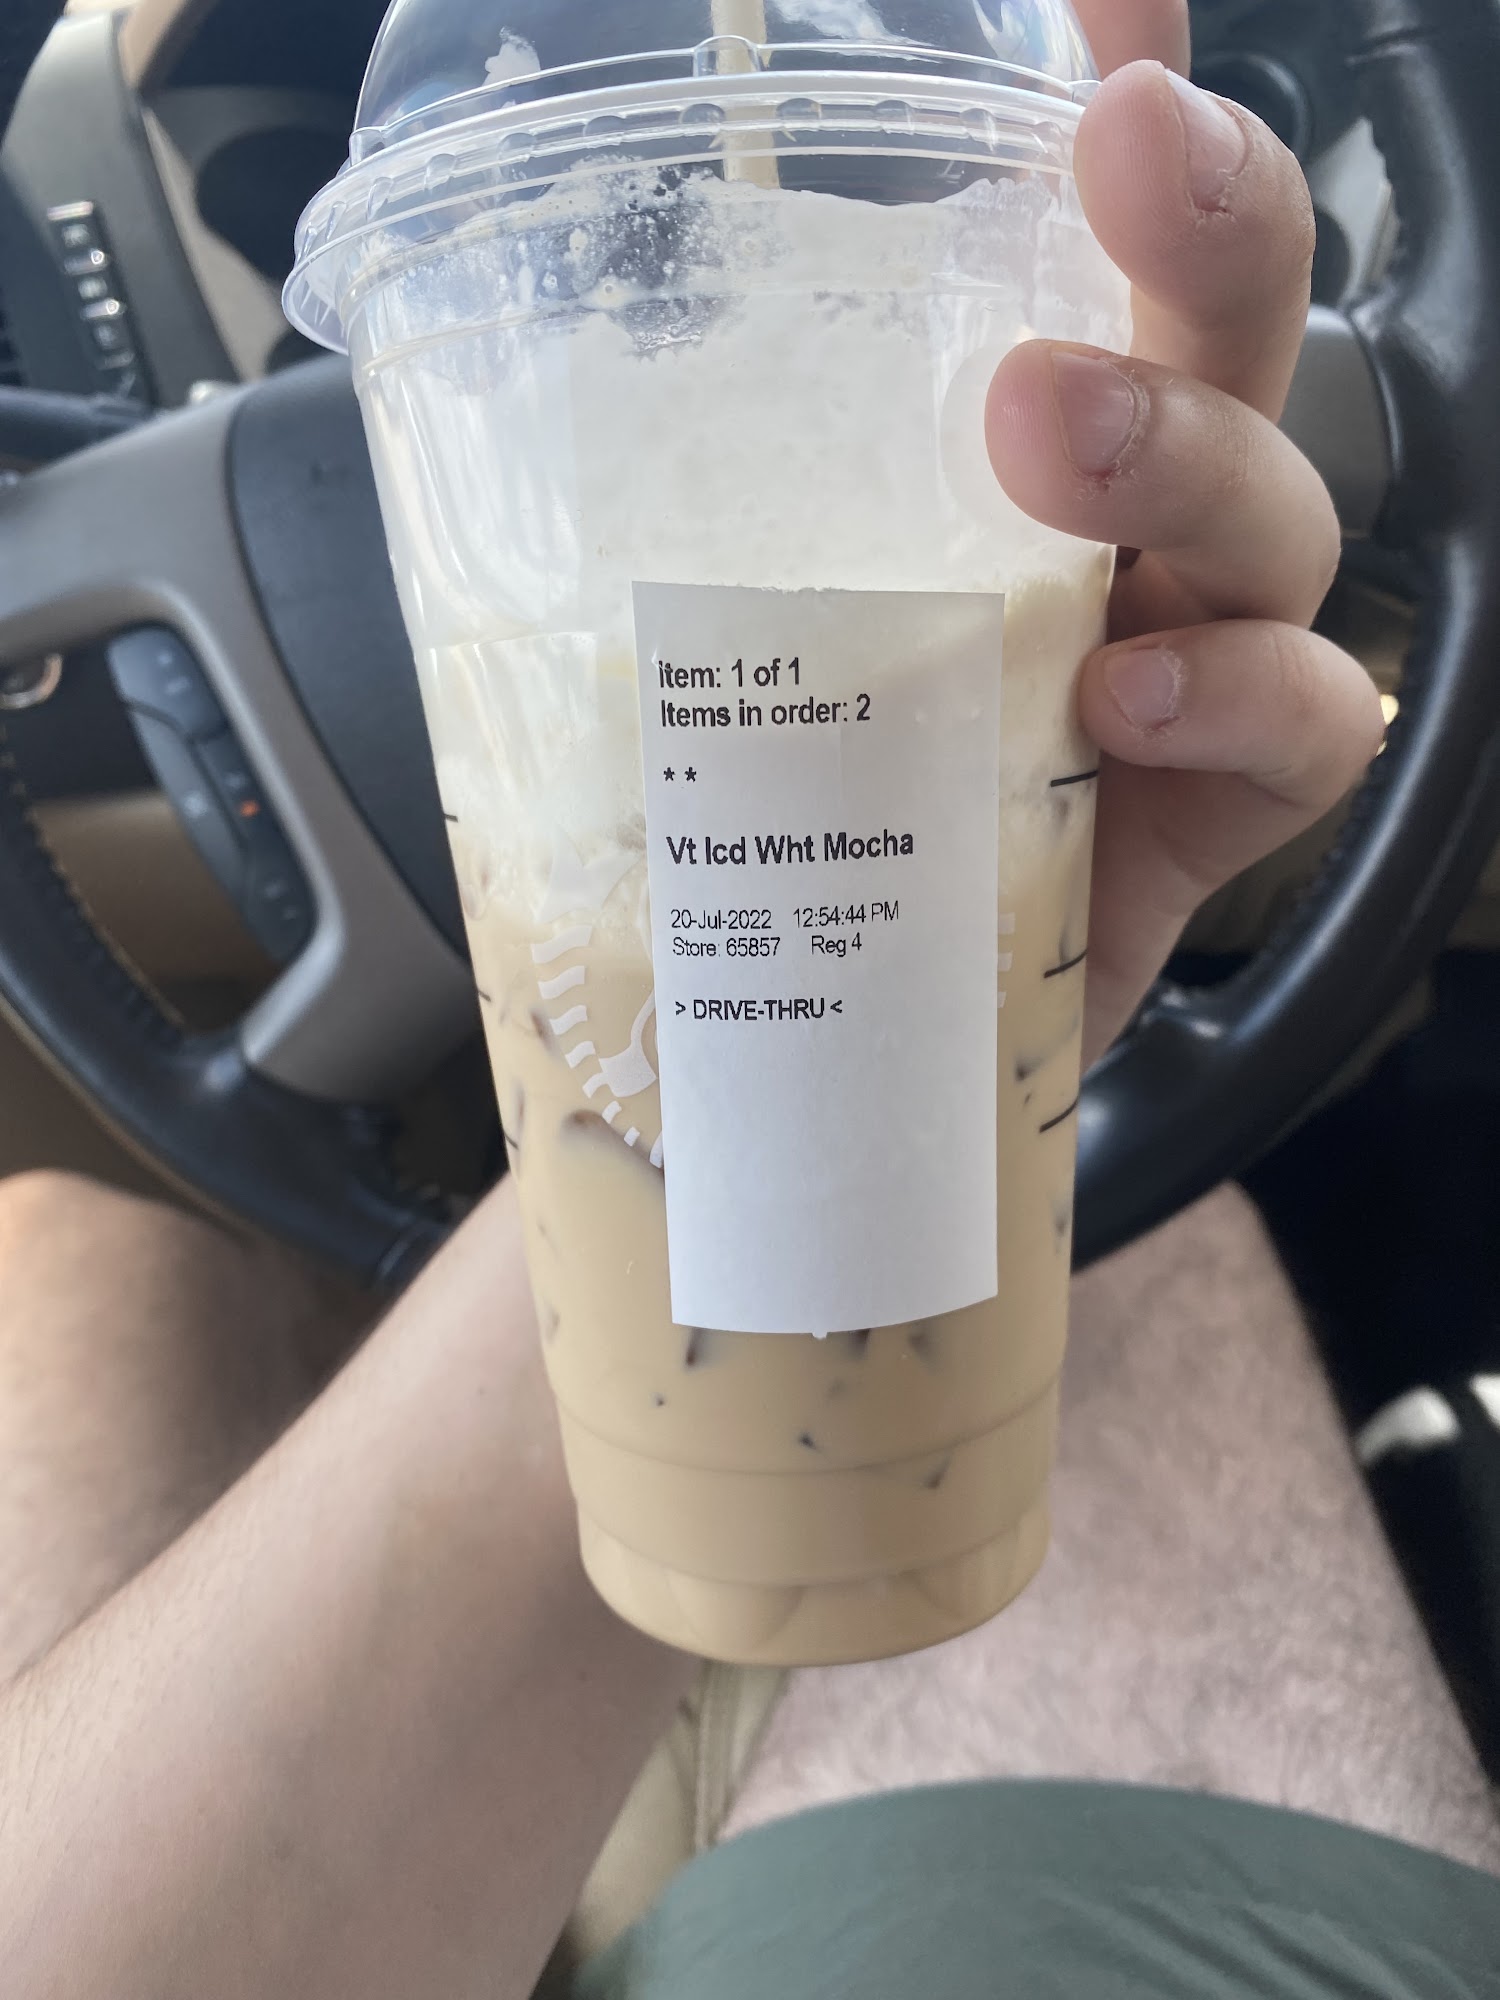 Item: 1 of 1
Items in order: 2
* *
Vt Icd Wht Mocha
20-Jul-2022 12:54:44 PM
Store: 65857 Reg 4
> DRIVE-THRU <